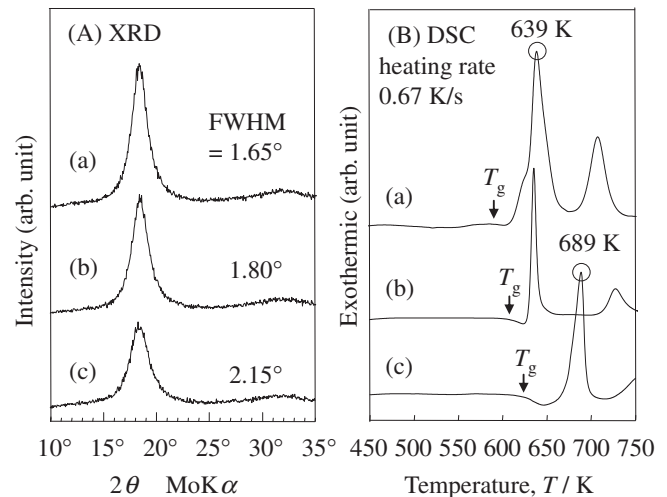 (A) XRD
FWHM
= 1.65°
(a)
1.80°
(b)
2.15°
(c)
Intensity (arb. unit)
10° 15° 20° 25° 30° 35°
2θ MoKα
(B) DSC
heating rate
0.67 K/s
639 K
(a)
Tg
689 K
(b)
Tg
(c)
Tg
Exothermic (arb. unit)
450 500 550 600 650 700 750
Temperature, T / K